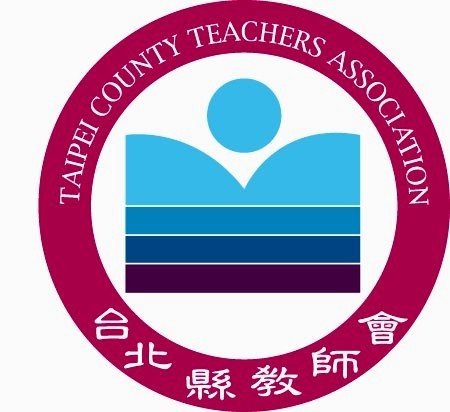 TAIPEI COUNTY TEACHERS ASSOCIATION
台北縣教師會